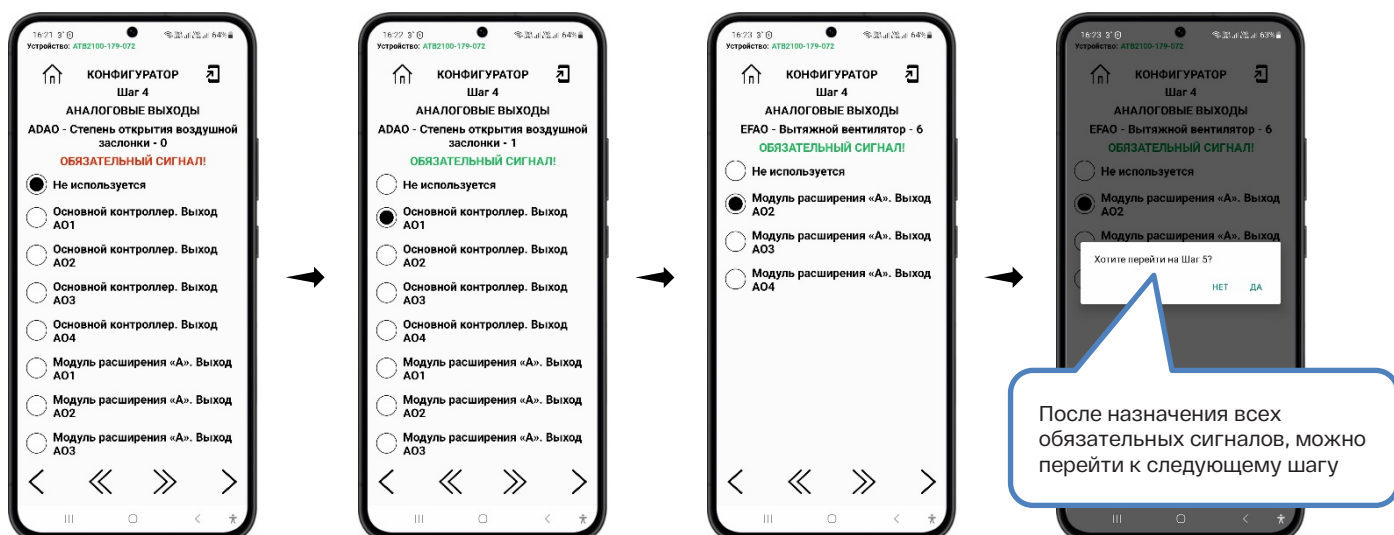 16:21 3°
64%
Устройство: ATB2100-179-072
КОНФИГУРАТОР
Шаг 4
АНАЛОГОВЫЕ ВЫХОДЫ
ADAO - Степень открытия воздушной
заслонки - 0
ОБЯЗАТЕЛЬНЫЙ СИГНАЛ!
Не используется
Основной контроллер. Выход
AO1
Основной контроллер. Выход
AO2
Основной контроллер. Выход
AO3
Основной контроллер. Выход
AO4
Модуль расширения «А». Выход
AO1
Модуль расширения «А». Выход
AO2
Модуль расширения «А». Выход
AO3
16:22 3°
64%
Устройство: ATB2100-179-072
КОНФИГУРАТОР
Шаг 4
АНАЛОГОВЫЕ ВЫХОДЫ
ADAO - Степень открытия воздушной
заслонки - 1
ОБЯЗАТЕЛЬНЫЙ СИГНАЛ!
Не используется
Основной контроллер. Выход
AO1
Основной контроллер. Выход
AO2
Основной контроллер. Выход
AO3
Основной контроллер. Выход
AO4
Модуль расширения «А». Выход
AO1
Модуль расширения «А». Выход
AO2
Модуль расширения «А». Выход
AO3
16:23 3°
64%
Устройство: ATB2100-179-072
КОНФИГУРАТОР
Шаг 4
АНАЛОГОВЫЕ ВЫХОДЫ
EFAO - Вытяжной вентилятор - 6
ОБЯЗАТЕЛЬНЫЙ СИГНАЛ!
Не используется
Модуль расширения «А». Выход
AO2
Модуль расширения «А». Выход
AO3
Модуль расширения «А». Выход
AO4
16:23 3°
63%
Устройство: ATB2100-179-072
КОНФИГУРАТОР
Шаг 4
АНАЛОГОВЫЕ ВЫХОДЫ
EFAO - Вытяжной вентилятор - 6
ОБЯЗАТЕЛЬНЫЙ СИГНАЛ!
Не используется
Модуль расширения «А». Выход
AO2
Модуль расширения «А». Выход
Хотите перейти на Шаг 5?
НЕТ ДА
После назначения всех
обязательных сигналов, можно
перейти к следующему шагу